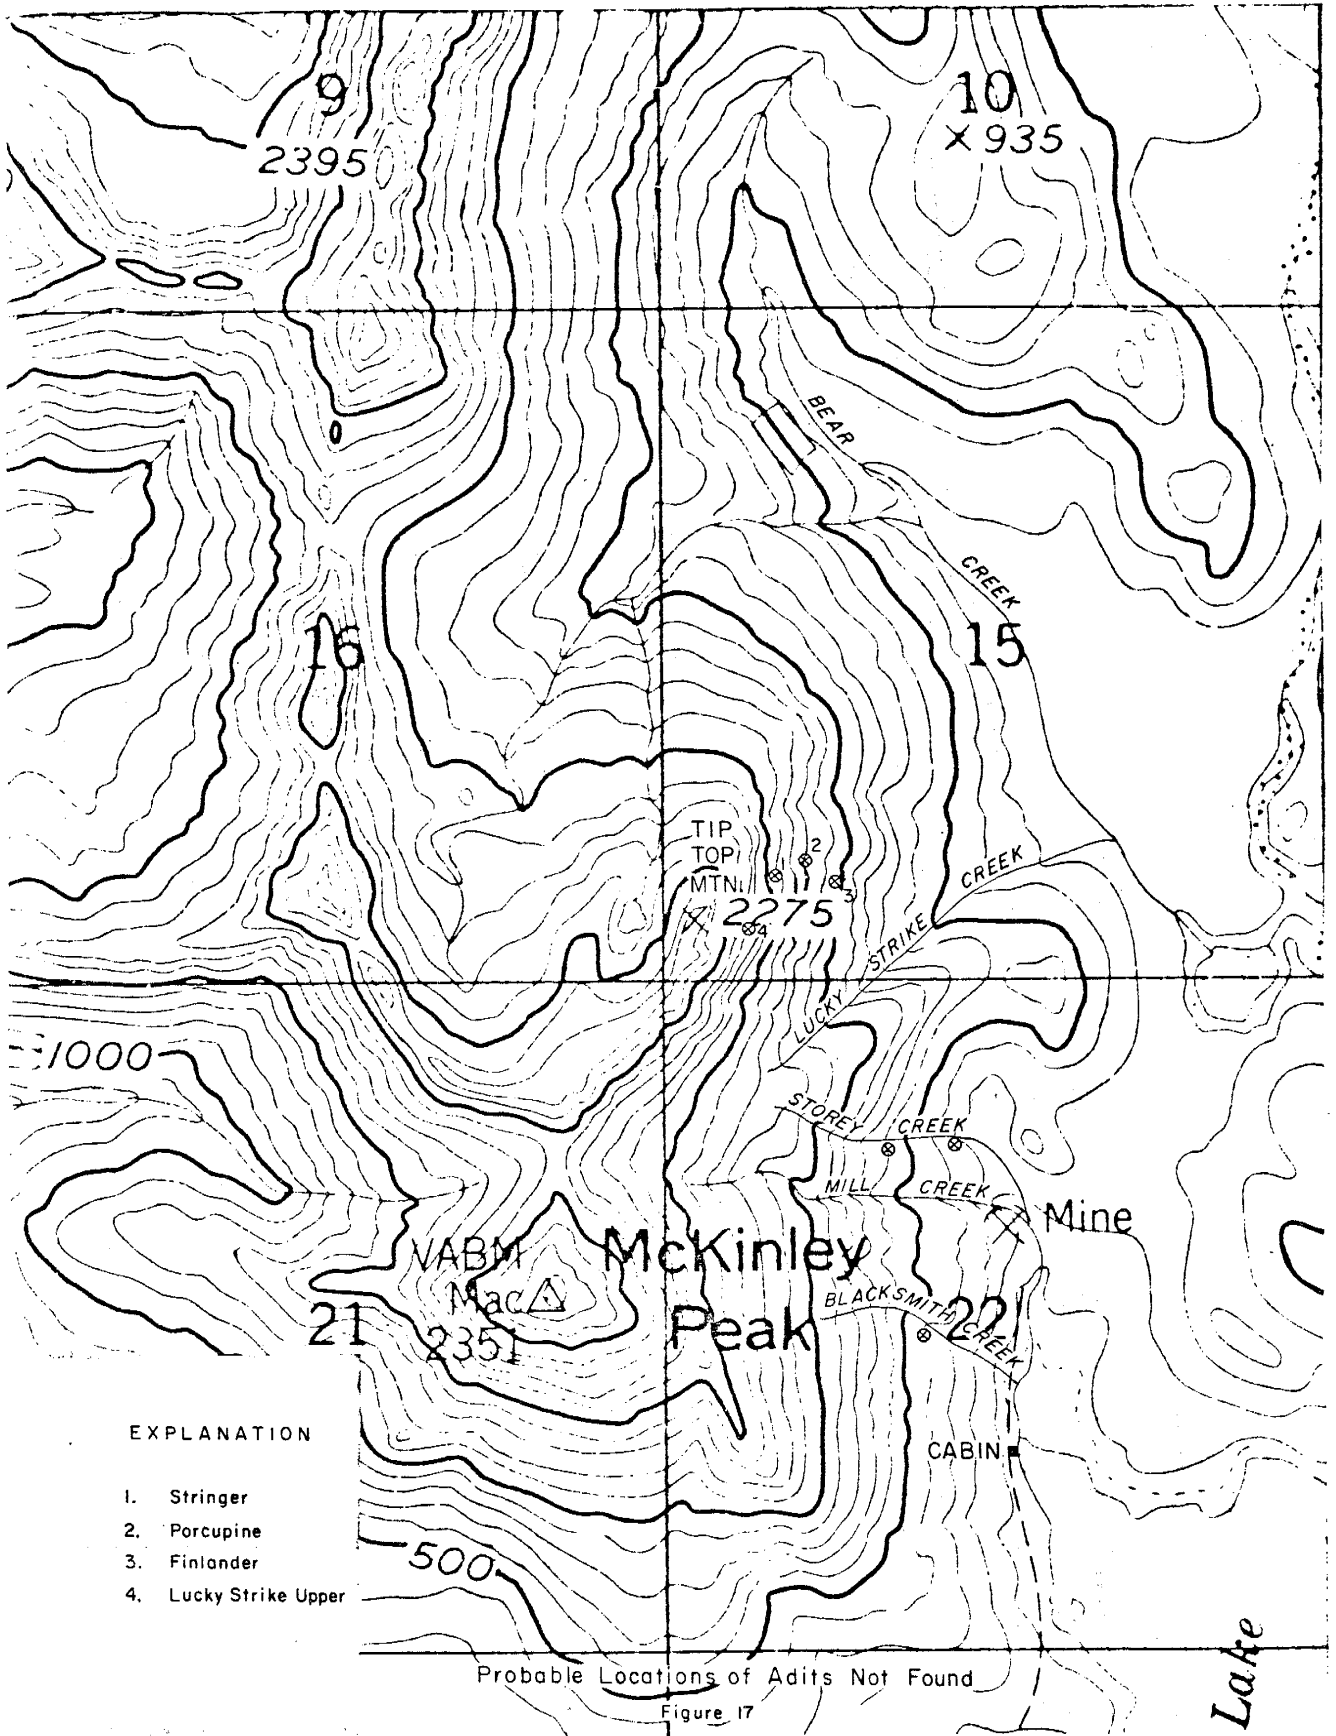 9
2395
10
× 935
BEAR
CREEK
16
15
TIP
TOP
MTN.
2275
2
3
4
LUCKY STRIKE CREEK
1000
STOREY CREEK
MILL CREEK
Mine
VABM
Mac
2351
McKinley
Peak
21
22
BLACKSMITH CREEK
CABIN
EXPLANATION
1. Stringer
2. Porcupine
3. Finlander
4. Lucky Strike Upper
500
Lake
Probable Locations of Adits Not Found
Figure 17